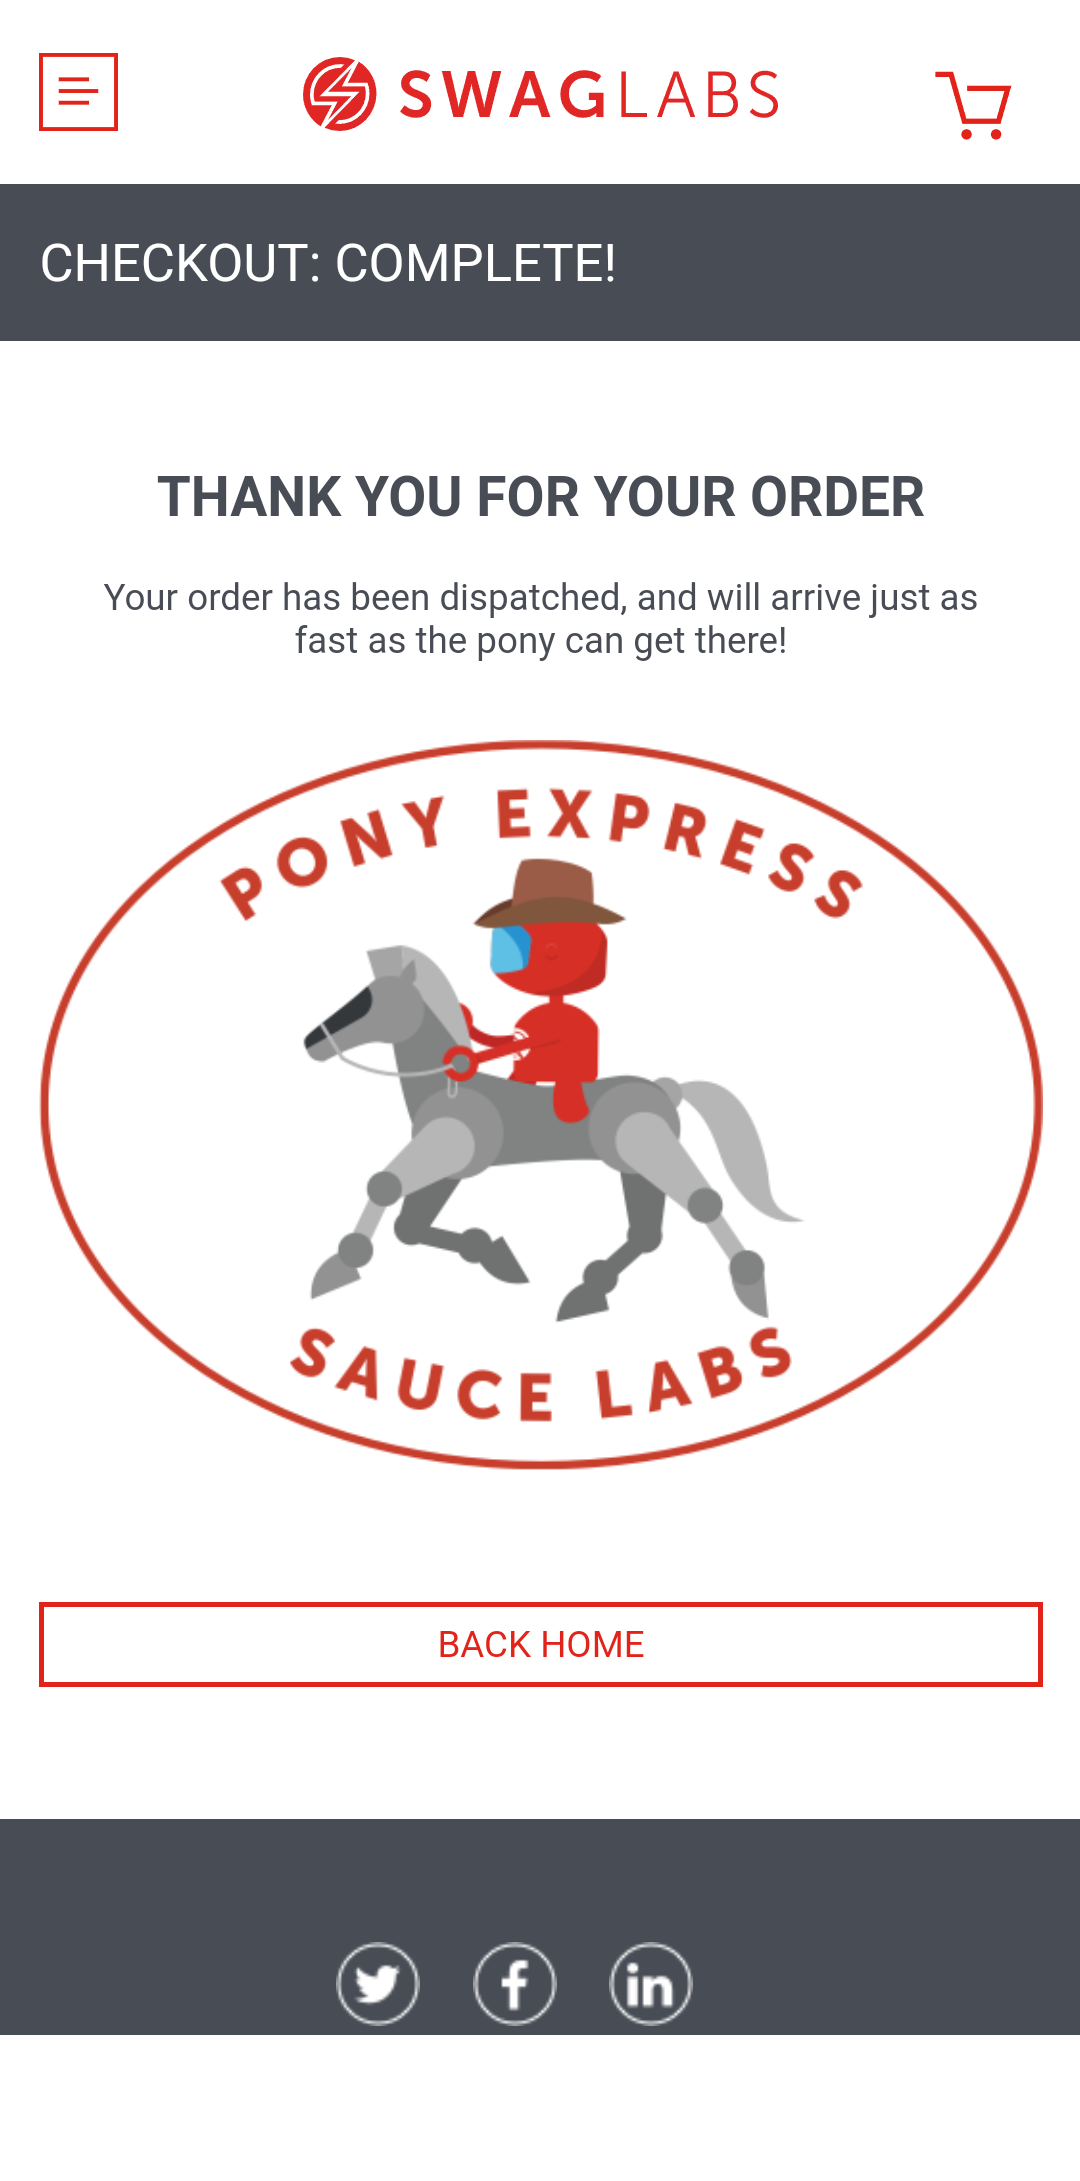 SWAGLABS
CHECKOUT: COMPLETE!
THANK YOU FOR YOUR ORDER
Your order has been dispatched, and will arrive just as
fast as the pony can get there!
PONY EXPRESS
SAUCE LABS
BACK HOME